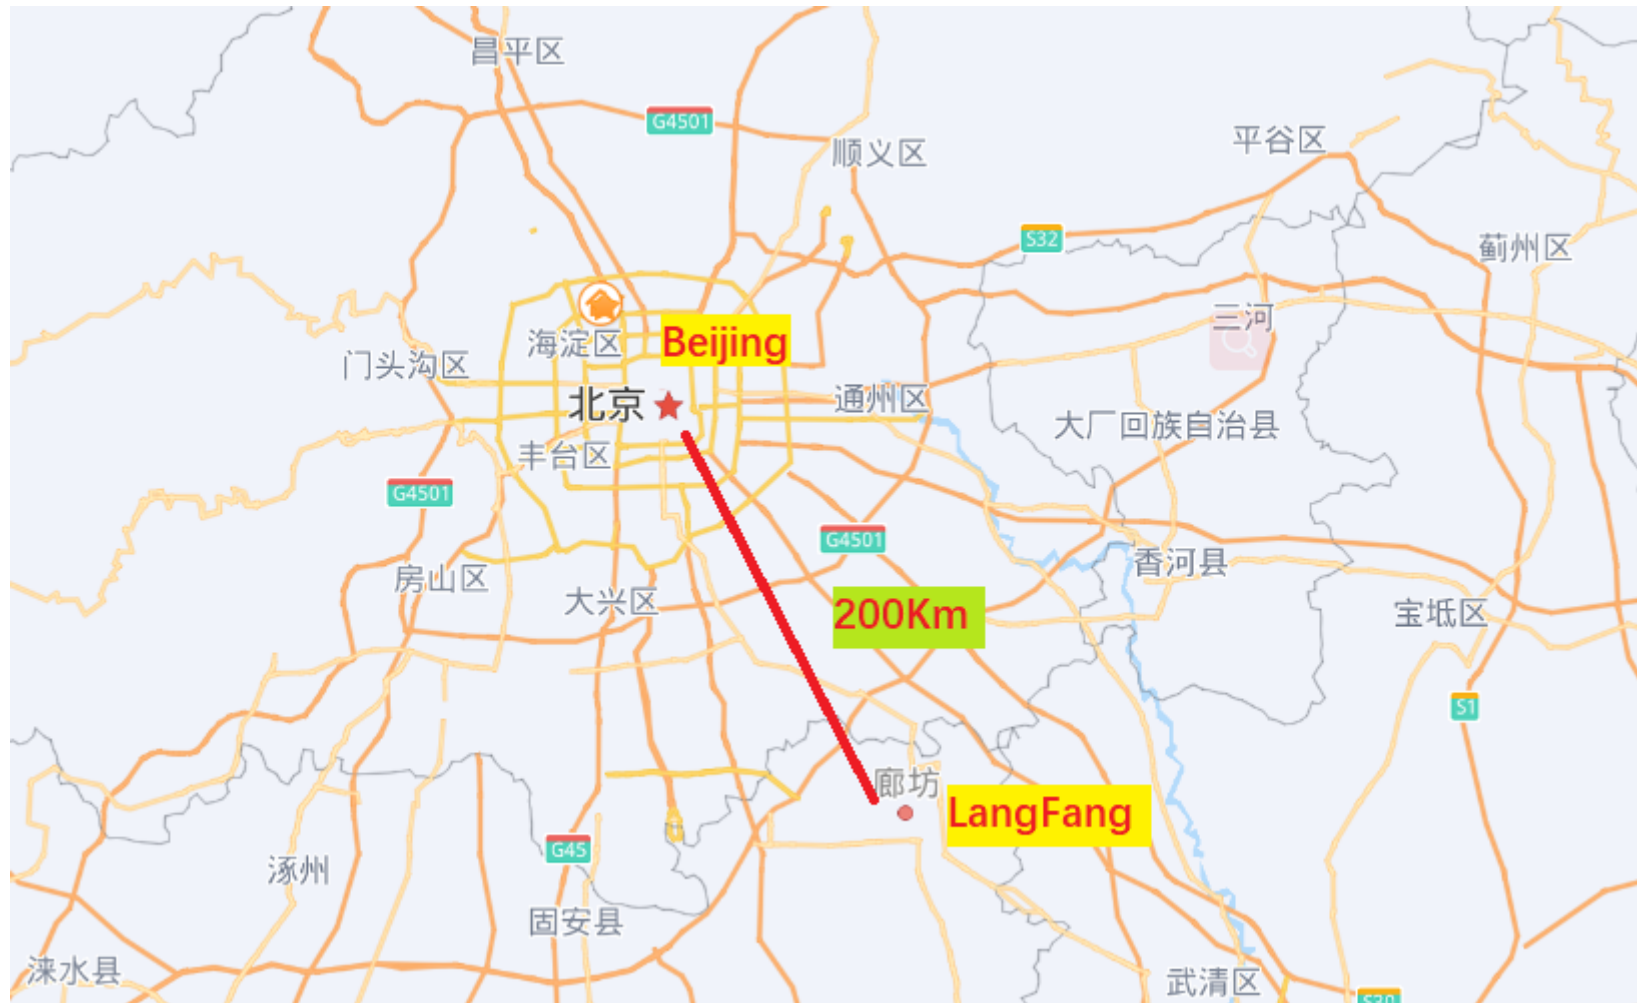 昌平区
G4501
顺义区
平谷区
S32
蓟州区
三河
海淀区
Beijing
门头沟区
北京
通州区
大厂回族自治县
丰台区
G4501
G4501
香河县
房山区
大兴区
200Km
宝坻区
S1
廊坊
LangFang
G45
涿州
固安县
涞水县
武清区
S30